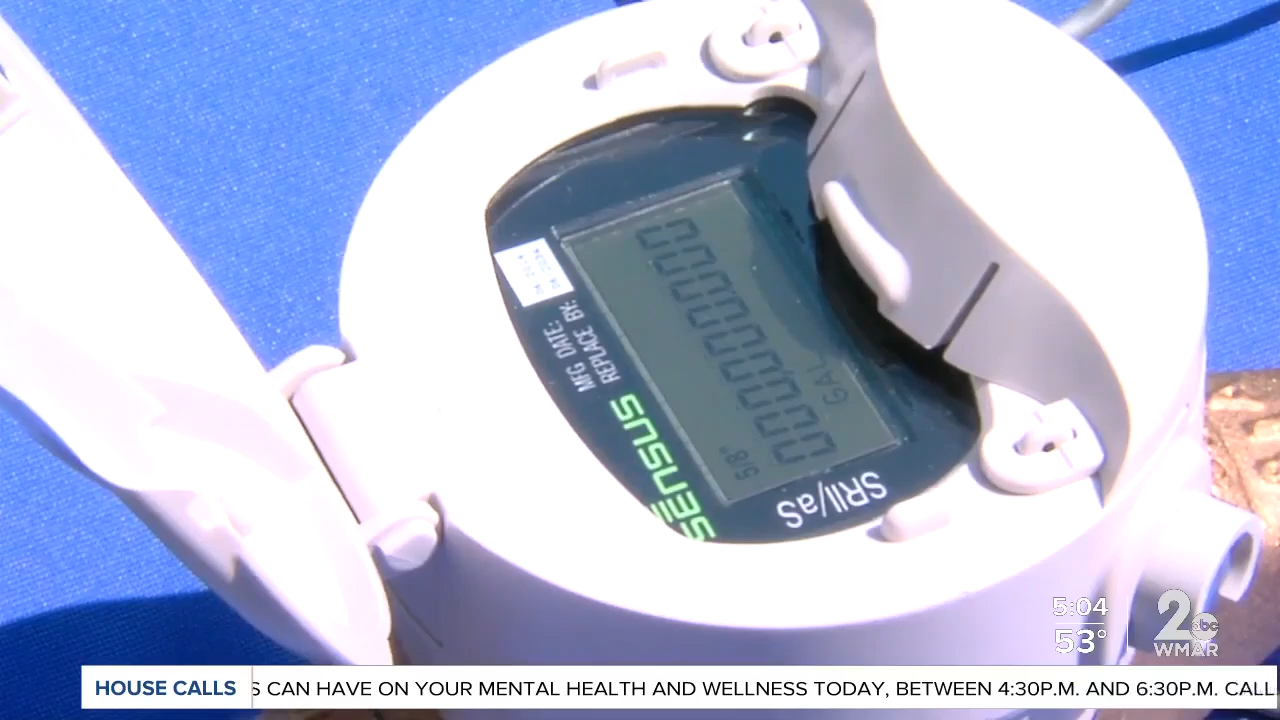 MFG DATE:
REPLACE BY:
SENSUS
5/8"
GAL
SRII/aS
5:04
53°
2
abc
WMAR
HOUSE CALLS
S CAN HAVE ON YOUR MENTAL HEALTH AND WELLNESS TODAY, BETWEEN 4:30P.M. AND 6:30P.M. CALL